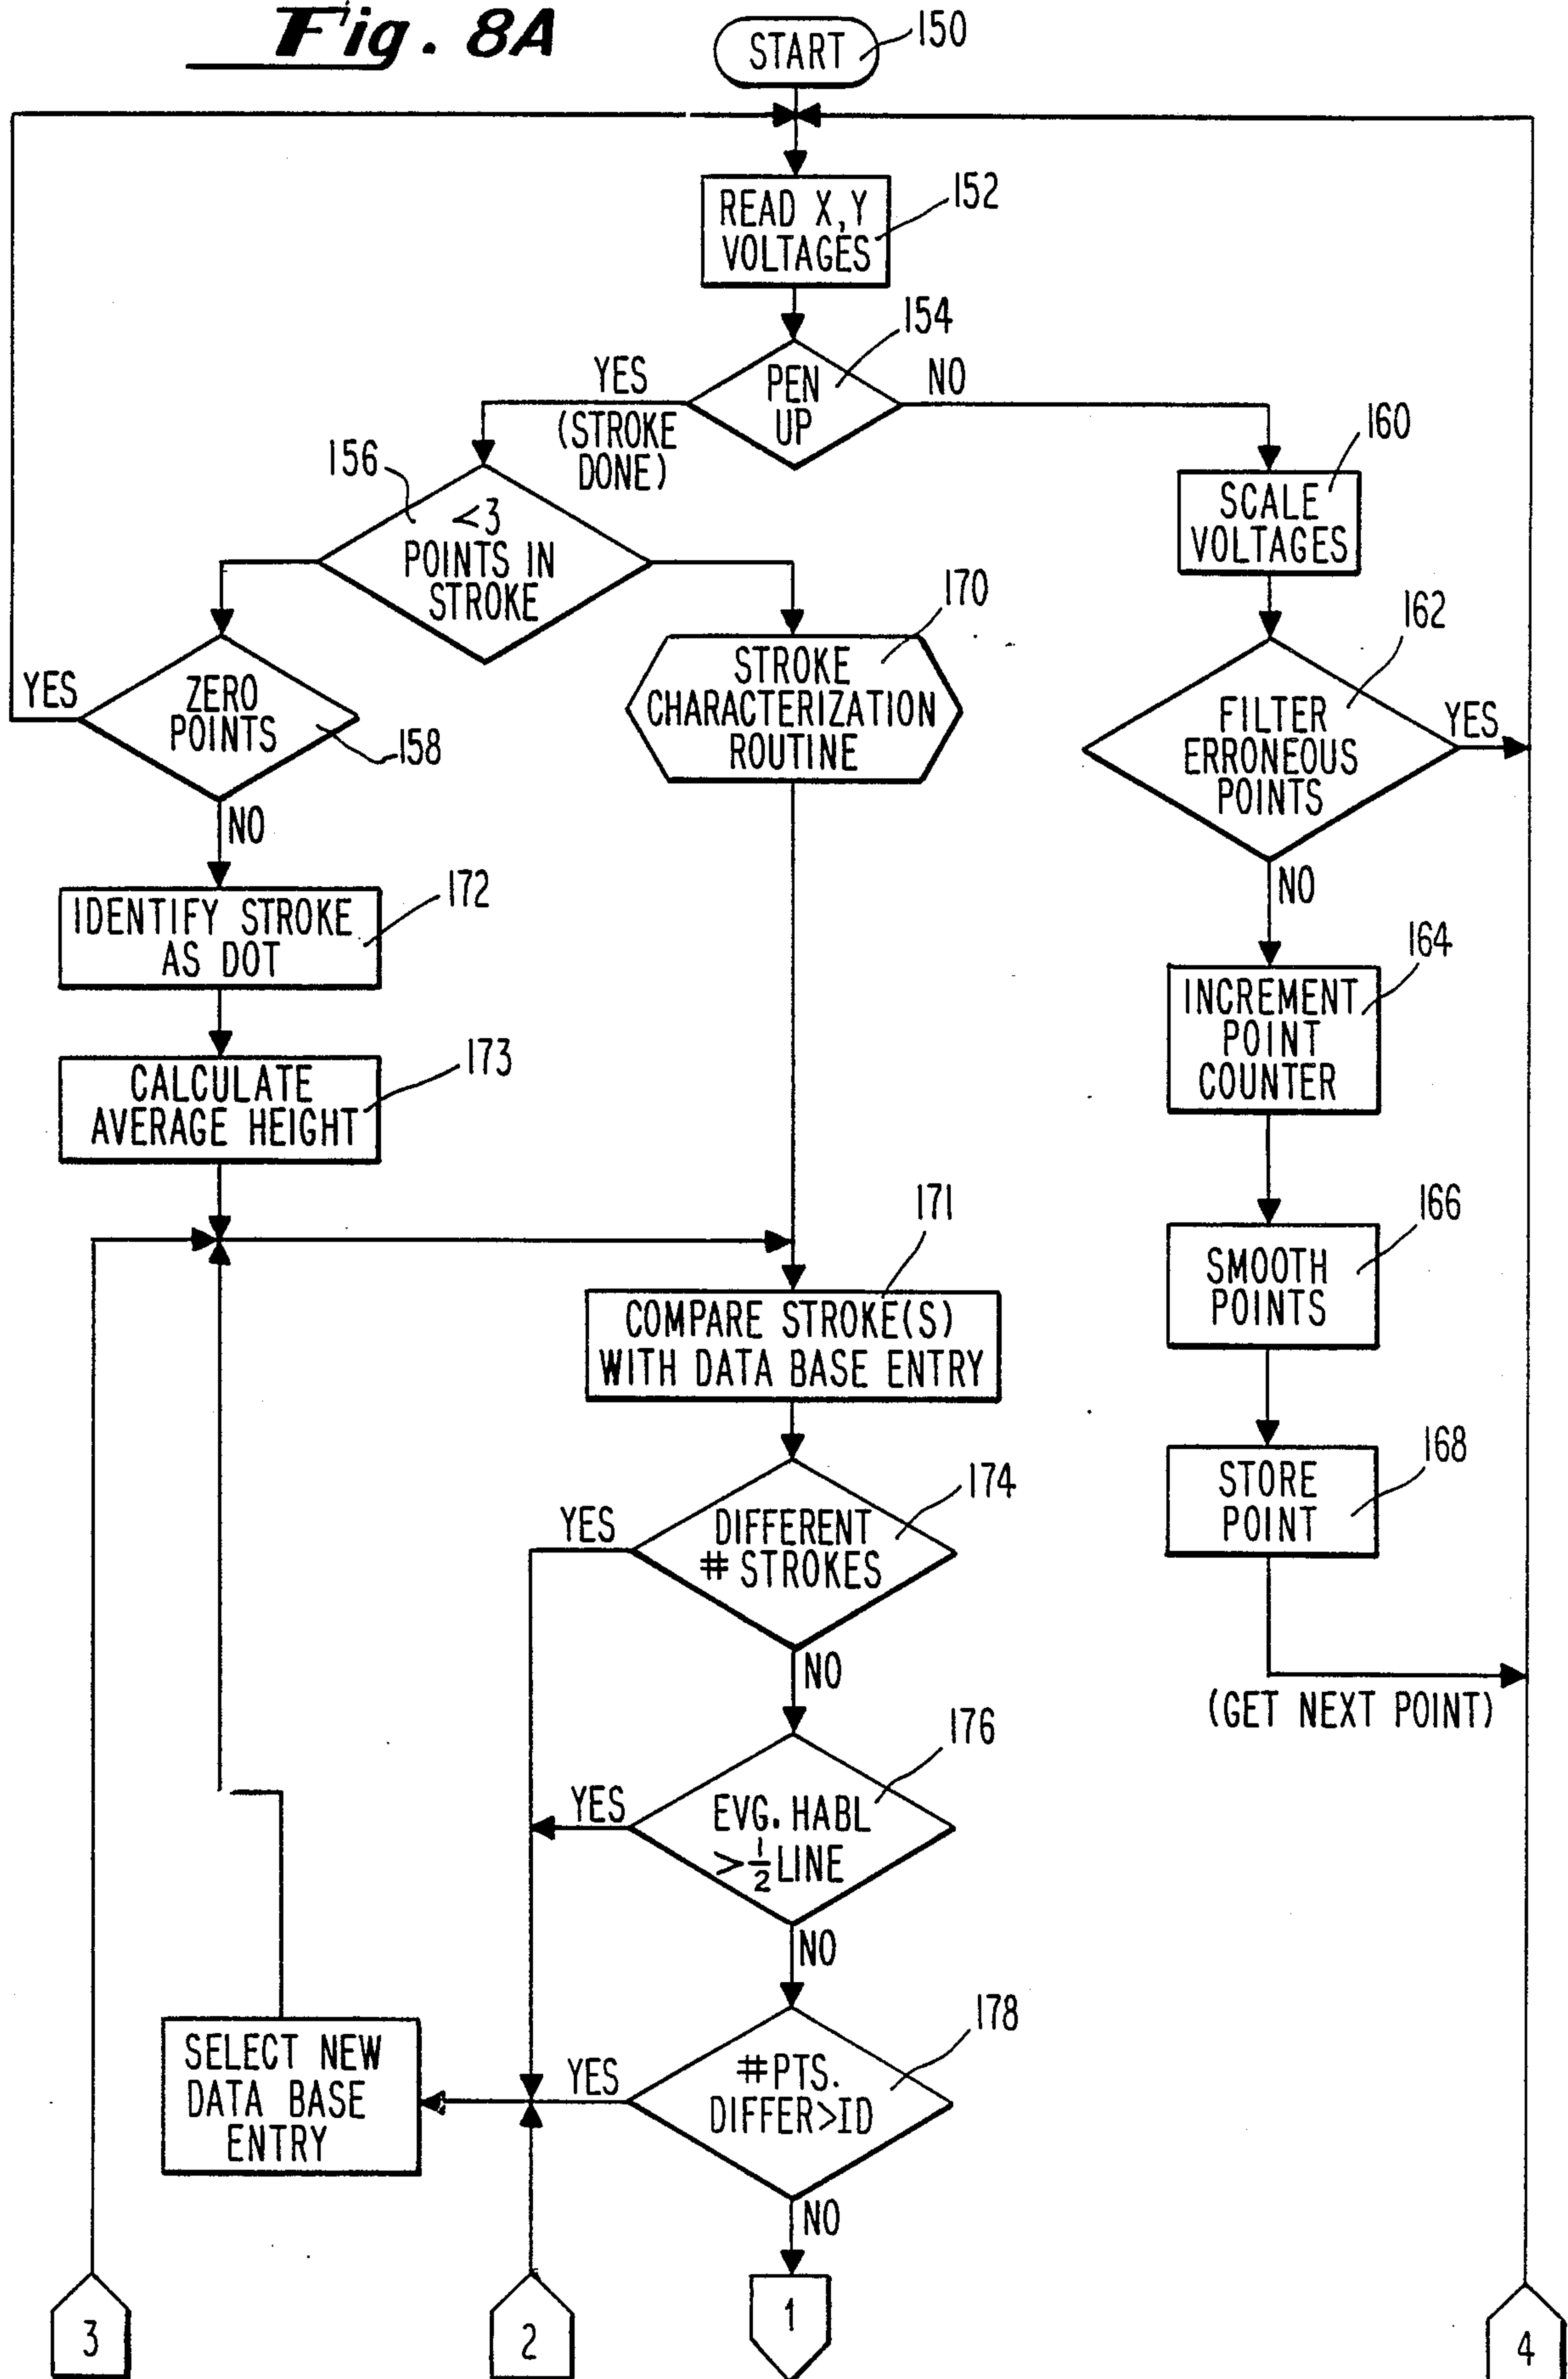 Fig. 8A
START
150
READ X,Y
VOLTAGES
152
PEN
UP
154
YES
(STROKE
DONE)
NO
<3
POINTS IN
STROKE
156
SCALE
VOLTAGES
160
ZERO
POINTS
158
YES
NO
STROKE
CHARACTERIZATION
ROUTINE
170
FILTER
ERRONEOUS
POINTS
162
YES
NO
IDENTIFY STROKE
AS DOT
172
INCREMENT
POINT
COUNTER
164
CALCULATE
AVERAGE HEIGHT
173
SMOOTH
POINTS
166
COMPARE STROKE(S)
WITH DATA BASE ENTRY
171
STORE
POINT
168
(GET NEXT POINT)
DIFFERENT
# STROKES
174
YES
NO
EVG. HABL
>1/2 LINE
176
YES
NO
#PTS.
DIFFER>ID
178
YES
NO
SELECT NEW
DATA BASE
ENTRY
3
2
1
4